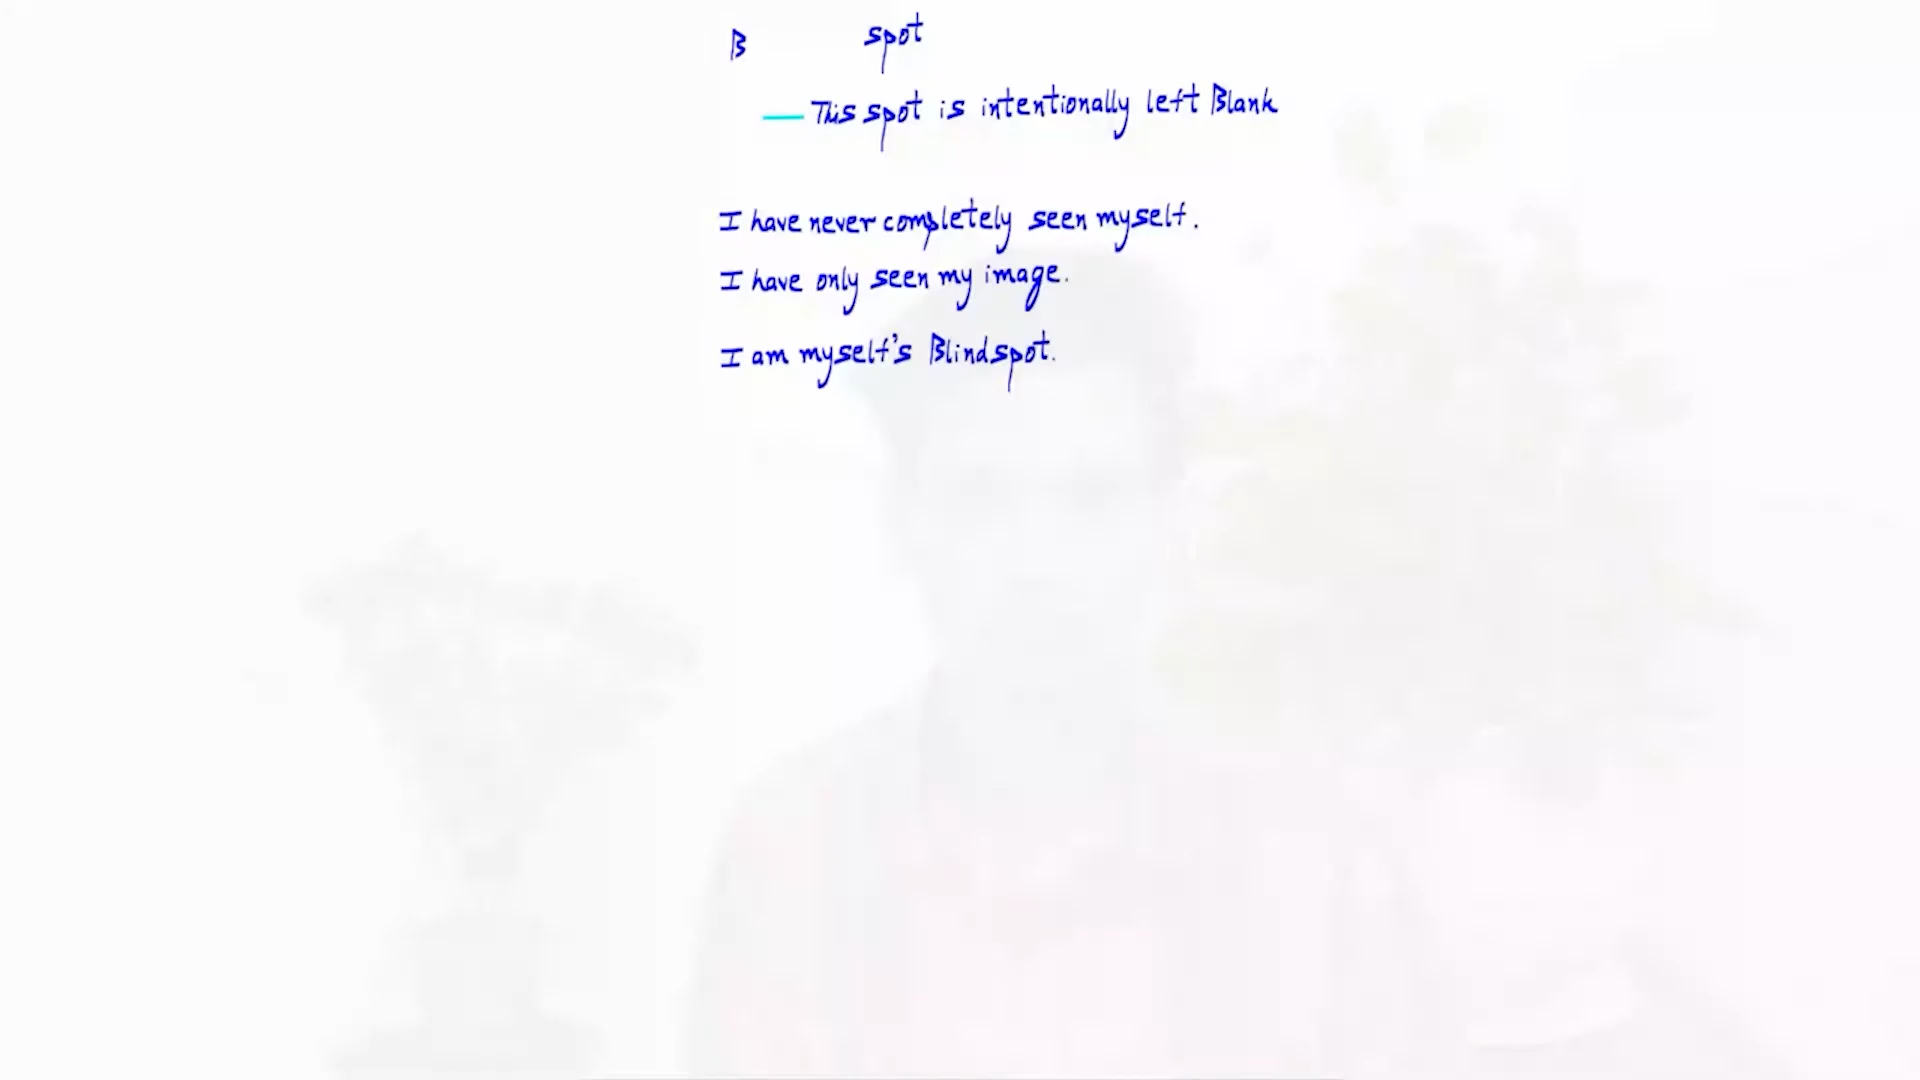 B spot
— This spot is intentionally left Blank
I have never completely seen myself.
I have only seen my image.
I am myself's Blindspot.